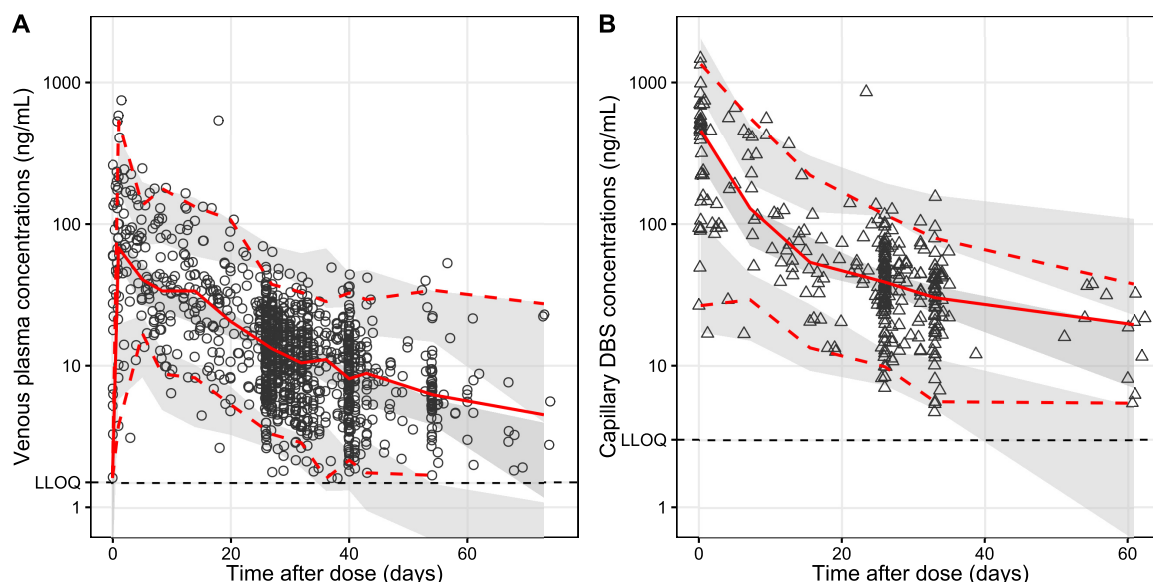 A
Venous plasma concentrations (ng/mL)
1000
100
10
LLOQ
1
0 20 40 60
Time after dose (days)
B
Capillary DBS concentrations (ng/mL)
1000
100
10
LLOQ
1
0 20 40 60
Time after dose (days)